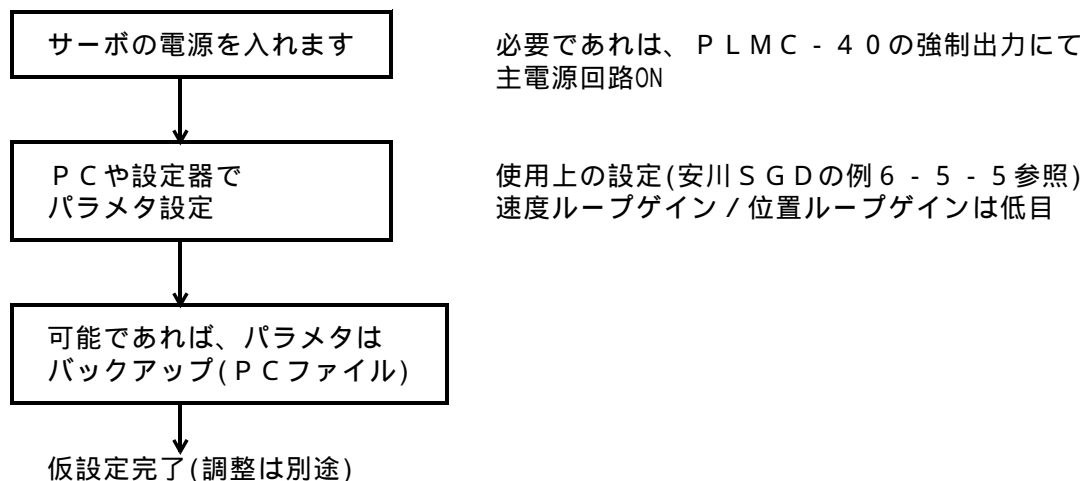 サーボの電源を入れます
必要であれは、ＰＬＭＣ‐４０の強制出力にて
主電源回路ON
ＰＣや設定器で
パラメタ設定
使用上の設定(安川ＳＧＤの例６‐５‐５参照)
速度ループゲイン／位置ループゲインは低目
可能であれば、パラメタは
バックアップ(ＰＣファイル)
仮設定完了(調整は別途)